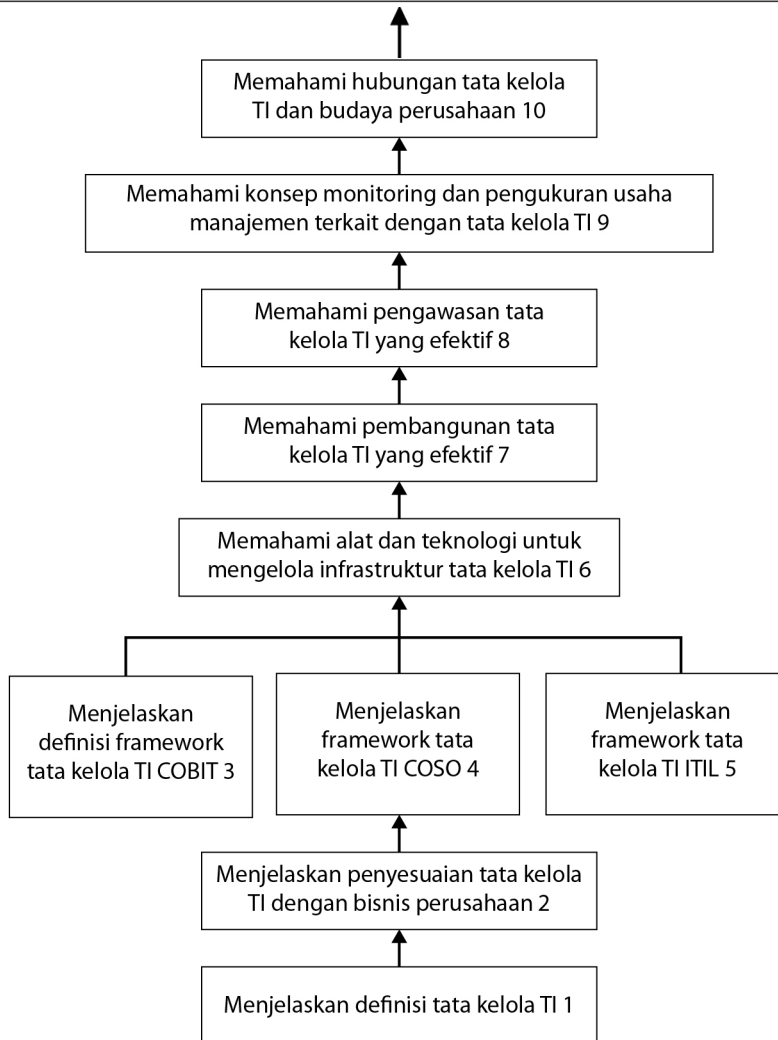 Memahami hubungan tata kelola
TI dan budaya perusahaan 10
Memahami konsep monitoring dan pengukuran usaha
manajemen terkait dengan tata kelola TI 9
Memahami pengawasan tata
kelola TI yang efektif 8
Memahami pembangunan tata
kelola TI yang efektif 7
Memahami alat dan teknologi untuk
mengelola infrastruktur tata kelola TI 6
Menjelaskan
definisi framework
tata kelola TI COBIT 3
Menjelaskan
framework tata
kelola TI COSO 4
Menjelaskan
framework tata
kelola TI ITIL 5
Menjelaskan penyesuaian tata kelola
TI dengan bisnis perusahaan 2
Menjelaskan definisi tata kelola TI 1